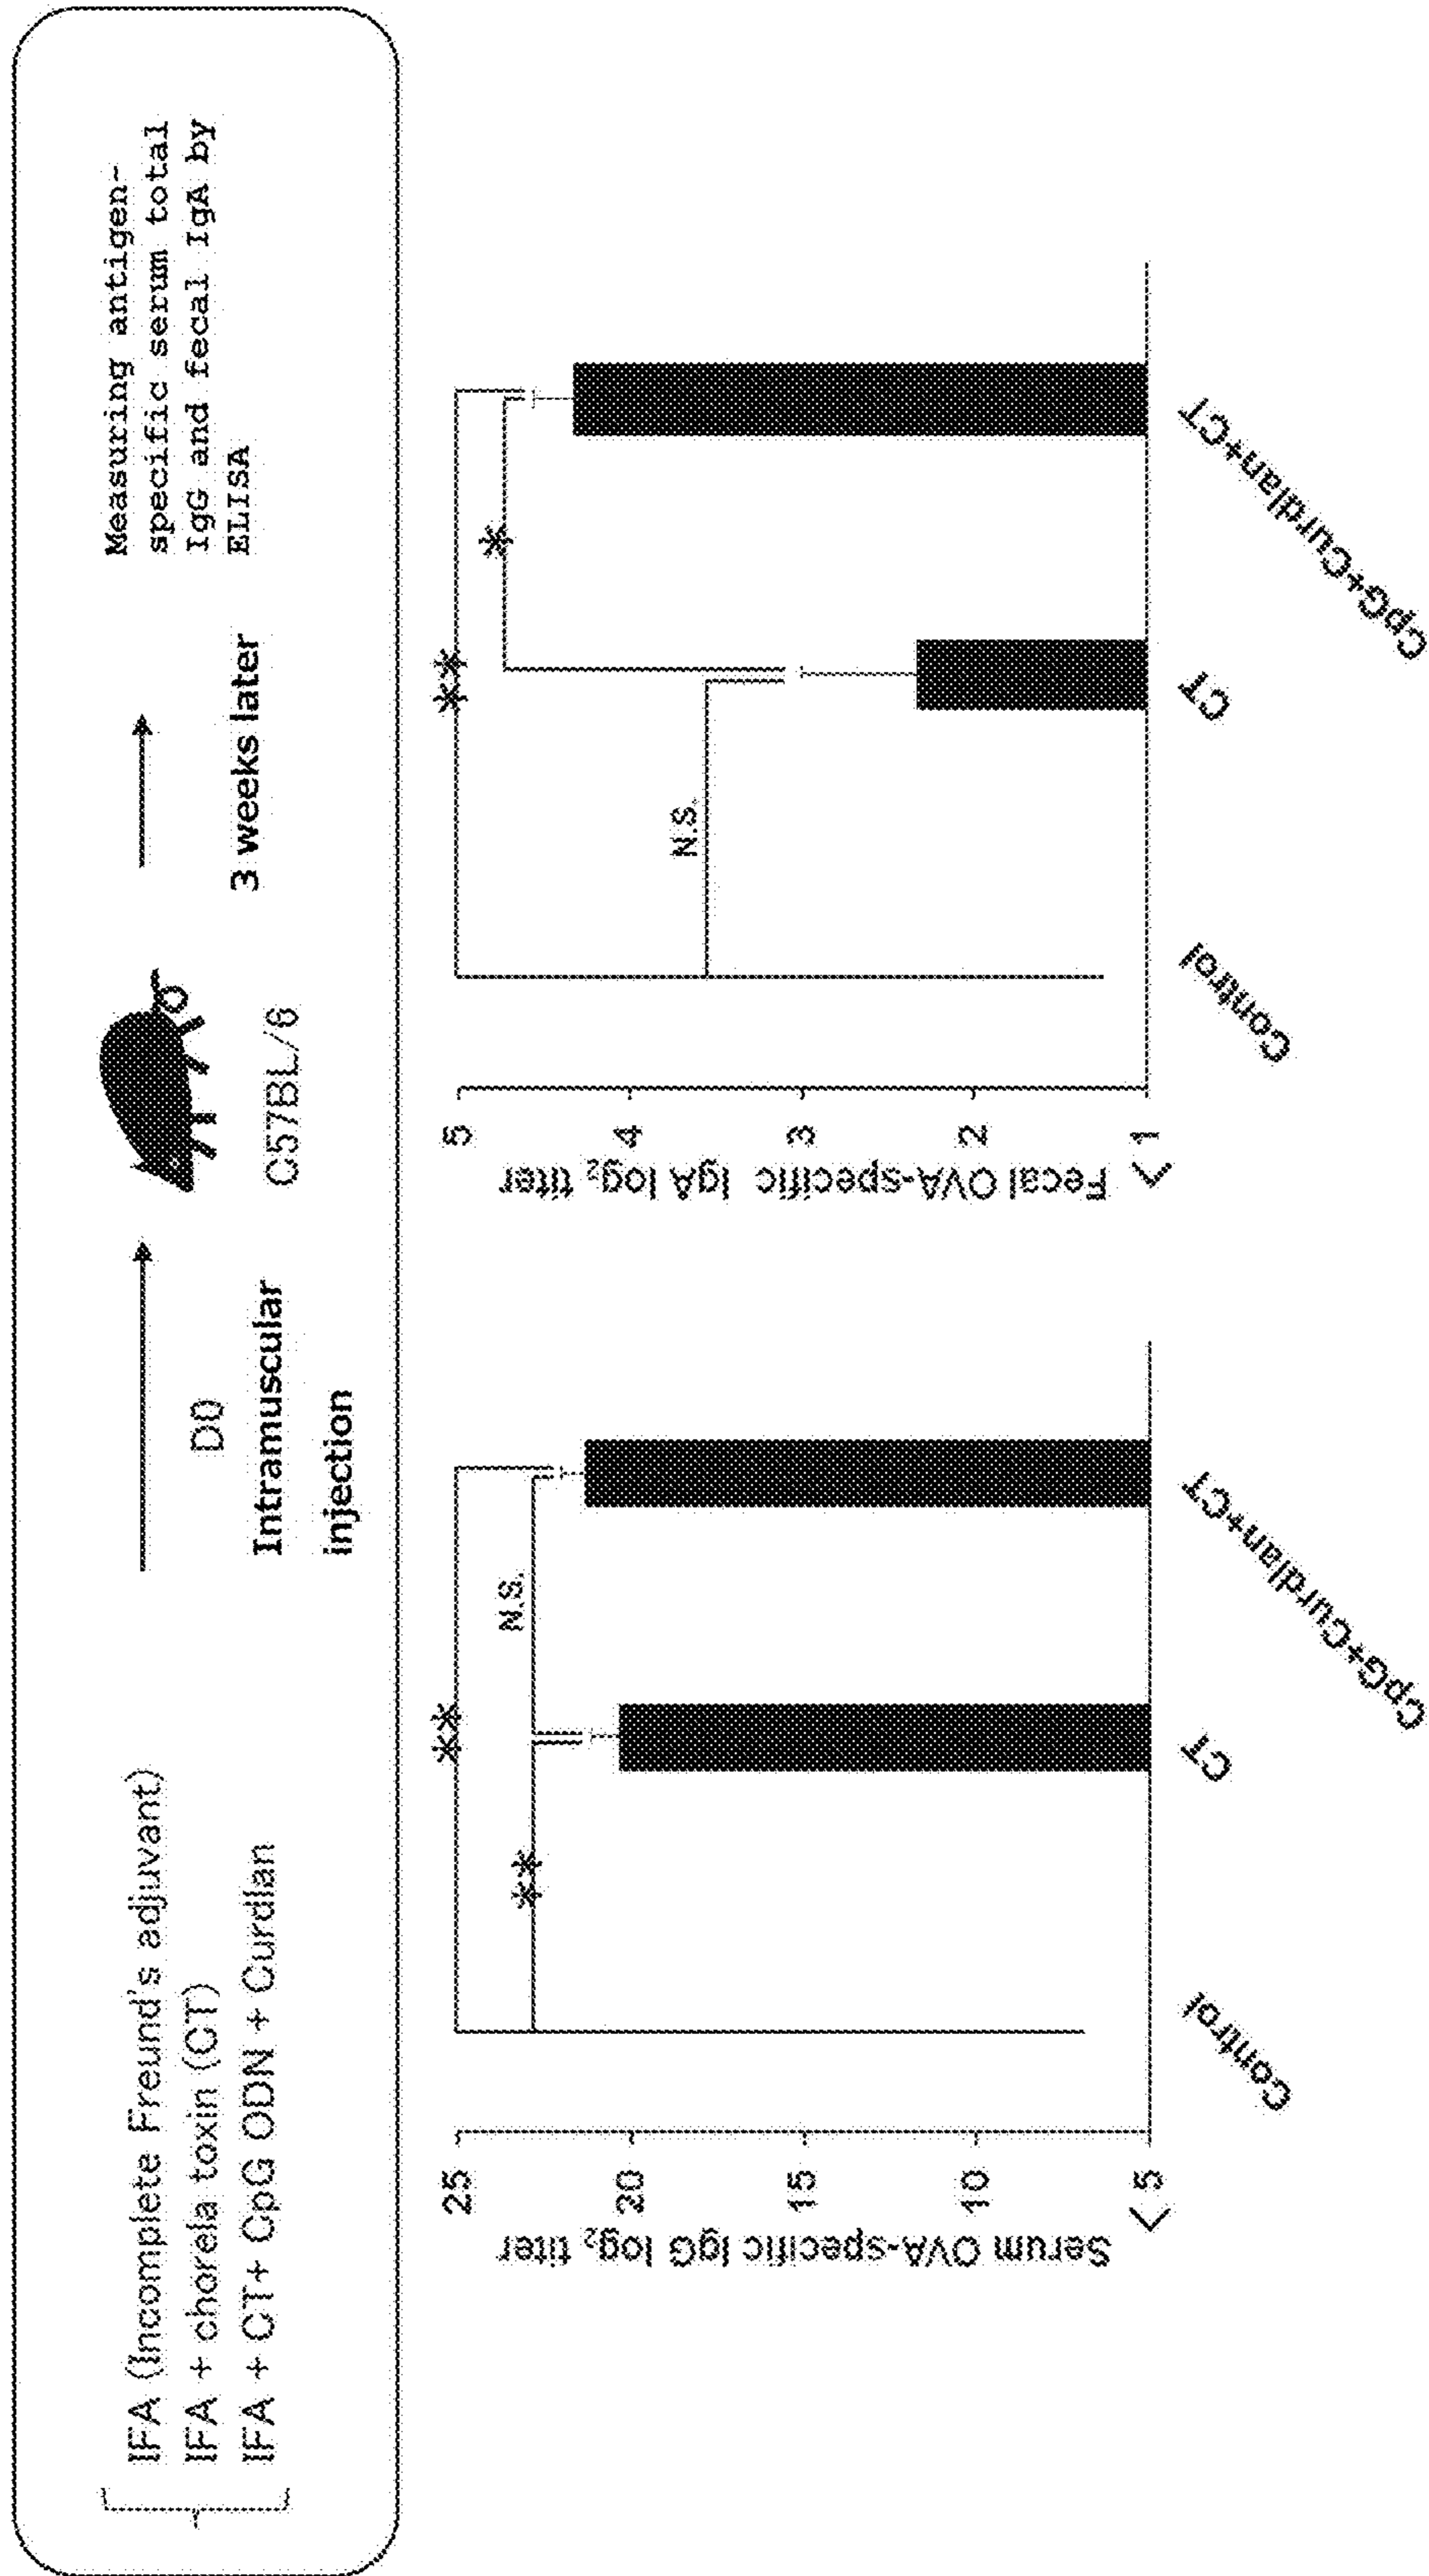 IFA (Incomplete Freund's adjuvant)
IFA + chorela toxin (CT)
IFA + CT+ CpG ODN + Curdlan
D0
Intramuscular
injection
C57BL/6
3 weeks later
Measuring antigen-
specific serum total
IgG and fecal IgA by
ELISA
Serum OVA-specific IgG log₂ titer
25
20
15
10
< 5
**
**
N.S.
Control
CT
CpG+Curdlan+CT
Fecal OVA-specific IgA log₂ titer
5
4
3
2
< 1
**
*
N.S.
Control
CT
CpG+Curdlan+CT